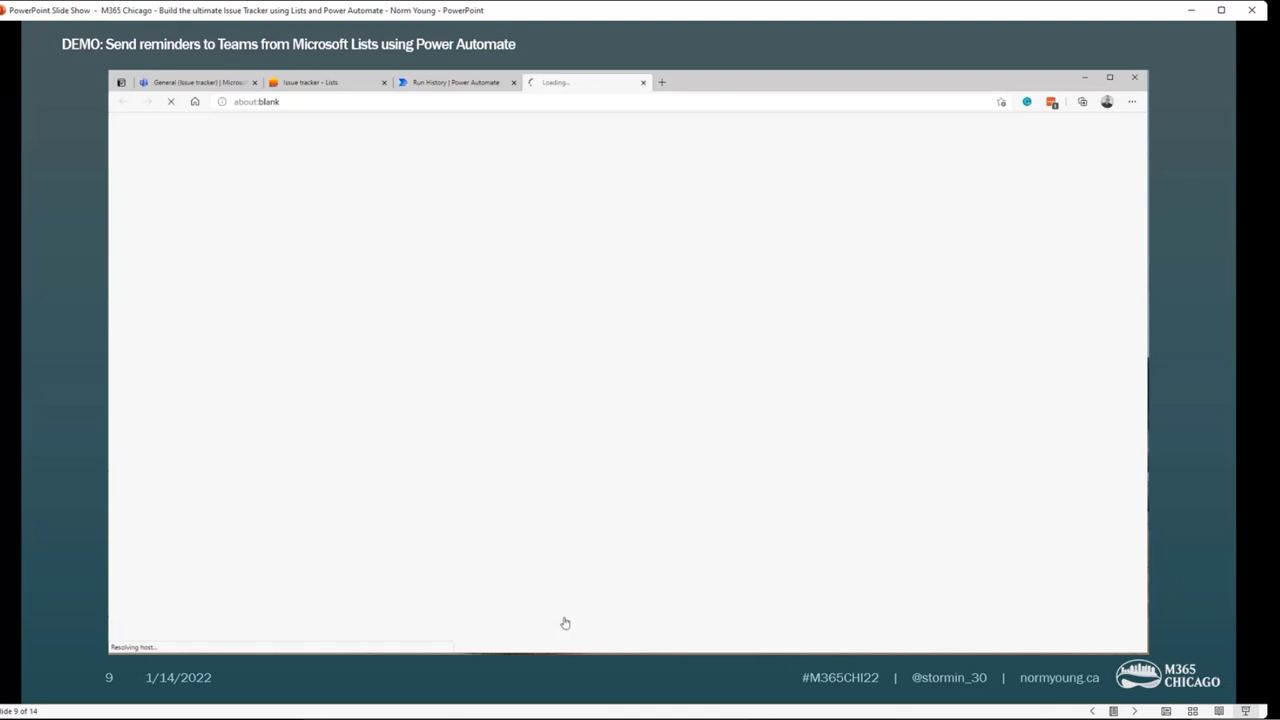 PowerPoint Slide Show - M365 Chicago - Build the ultimate Issue Tracker using Lists and Power Automate - Norm Young - PowerPoint
DEMO: Send reminders to Teams from Microsoft Lists using Power Automate
General (Issue tracker) | Microso
Issue tracker - Lists
Run History | Power Automate
Loading...
about:blank
Resolving host...
9
1/14/2022
#M365CHI22 | @stormin_30 | normyoung.ca
M365
CHICAGO
lide 9 of 14